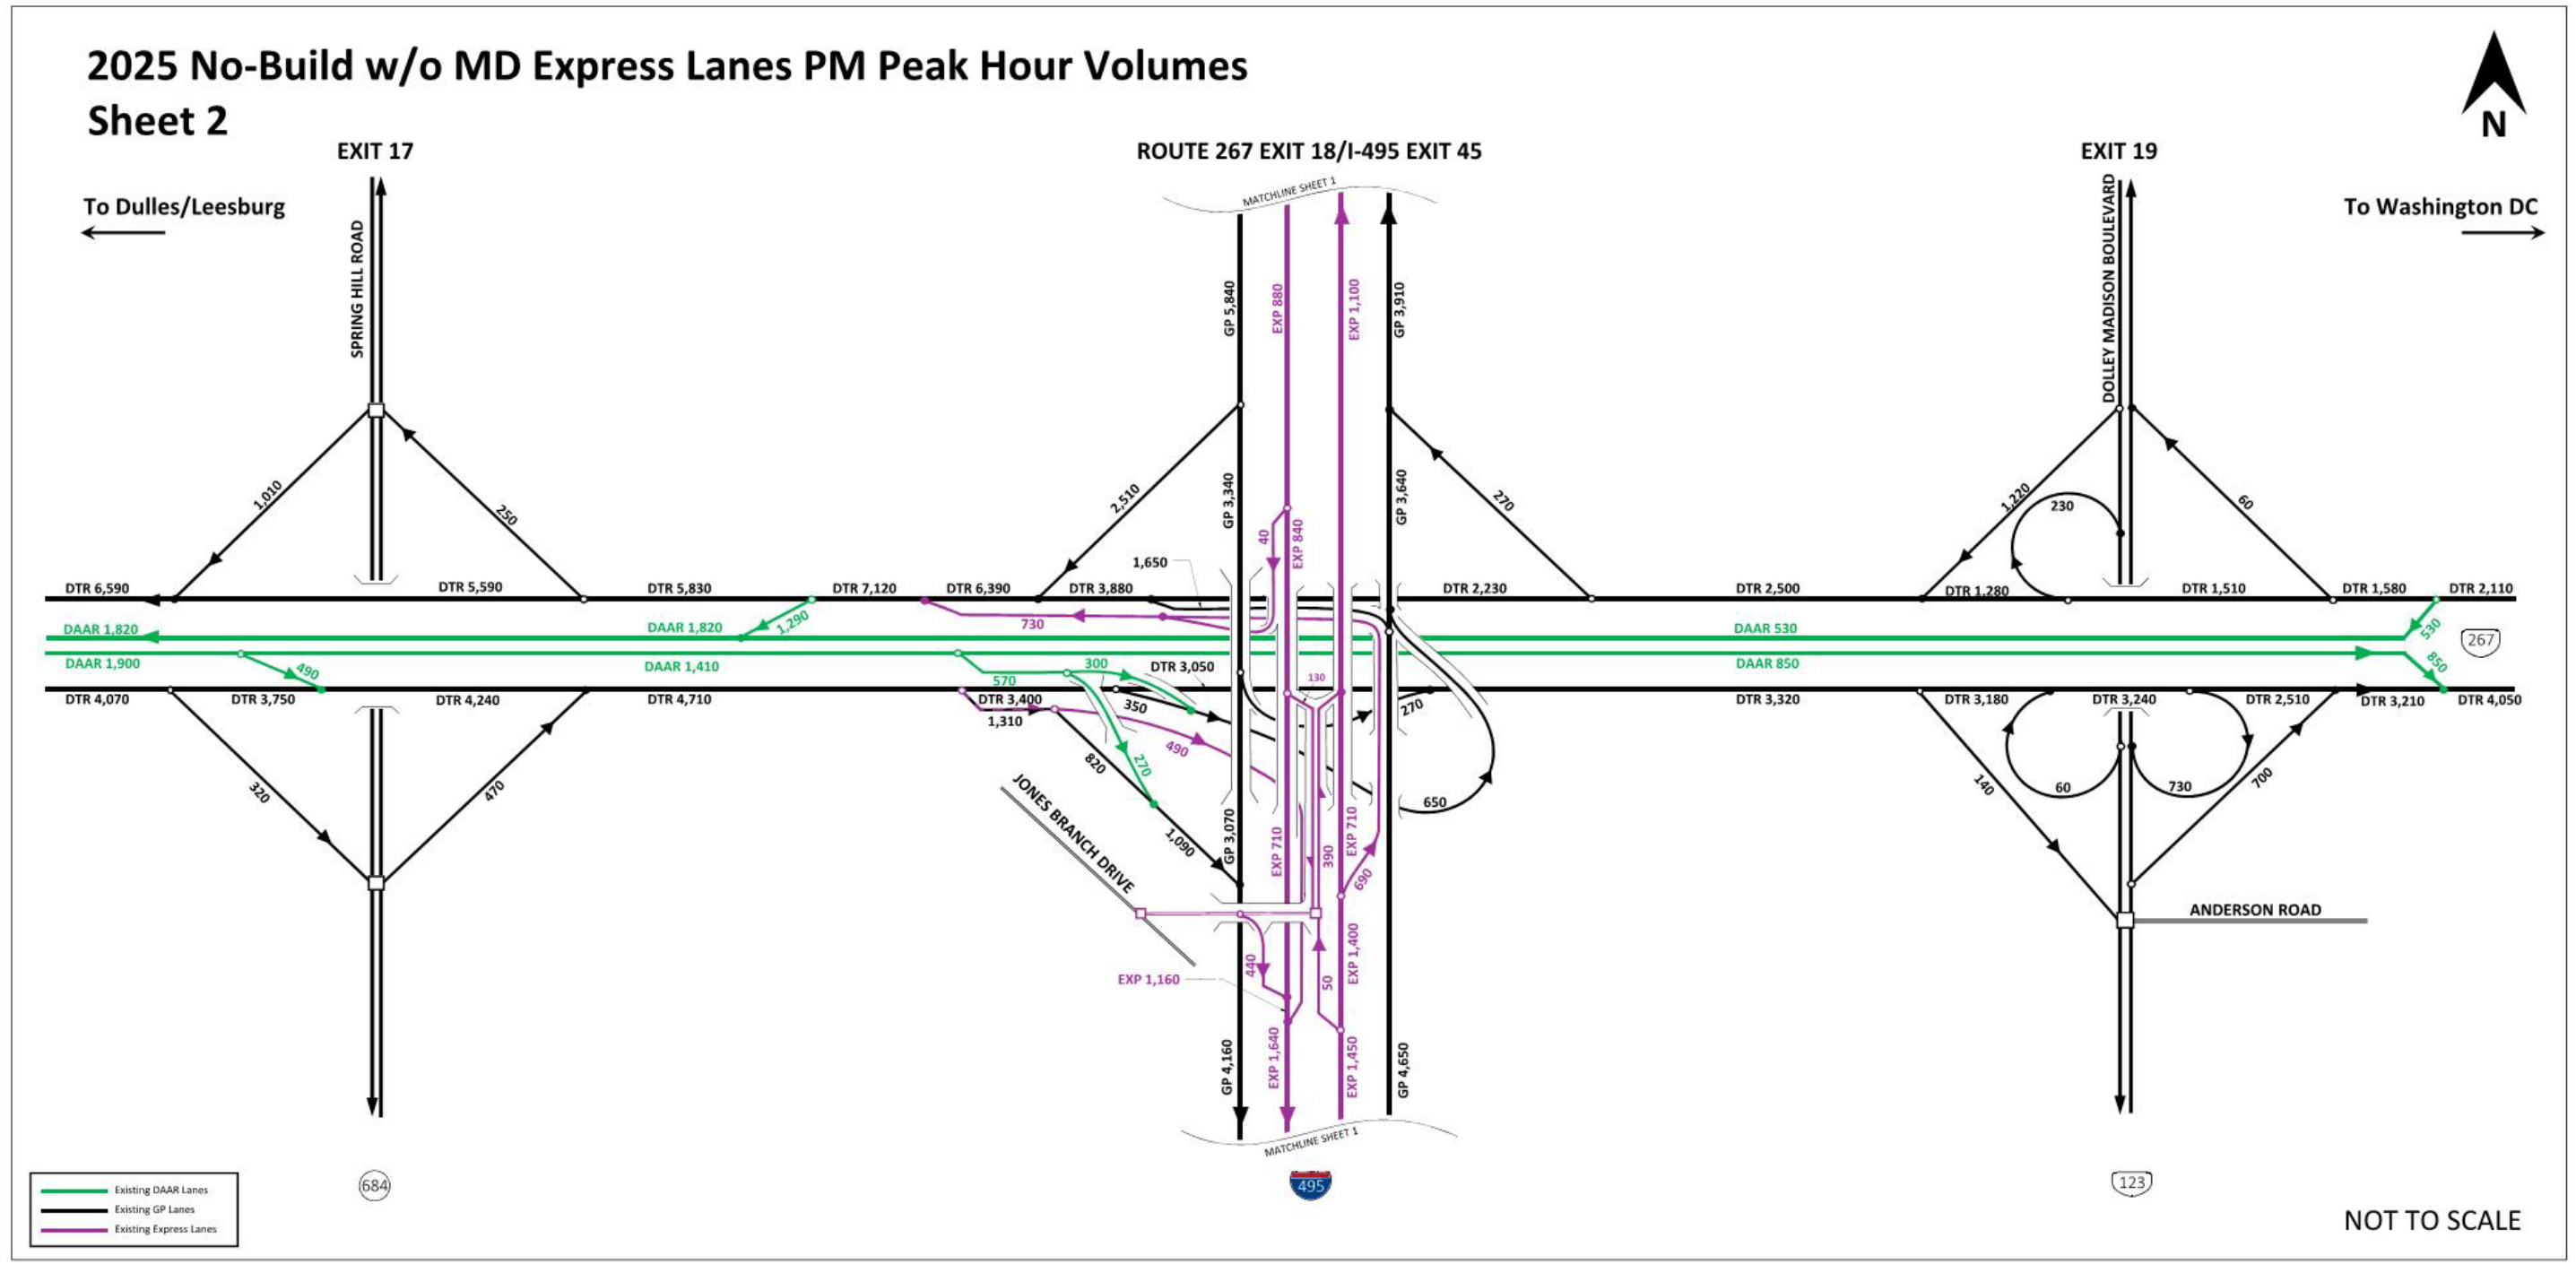 2025 No-Build w/o MD Express Lanes PM Peak Hour Volumes
Sheet 2
N
EXIT 17
ROUTE 267 EXIT 18/I-495 EXIT 45
EXIT 19
To Dulles/Leesburg
To Washington DC
MATCHLINE SHEET 1
SPRING HILL ROAD
DOLLEY MADISON BOULEVARD
GP 5,840
EXP 880
EXP 1,100
GP 3,910
1,010
250
2,510
GP 3,340
40
EXP 840
GP 3,640
270
1,220
230
60
1,650
DTR 6,590
DTR 5,590
DTR 5,830
DTR 7,120
DTR 6,390
DTR 3,880
DTR 2,230
DTR 2,500
DTR 1,280
DTR 1,510
DTR 1,580
DTR 2,110
730
1,290
530
DAAR 1,820
DAAR 1,820
DAAR 530
267
DAAR 1,900
490
DAAR 1,410
300
570
DTR 3,050
130
DAAR 850
850
DTR 4,070
DTR 3,750
DTR 4,240
DTR 4,710
DTR 3,400
1,310
350
270
DTR 3,320
DTR 3,180
DTR 3,240
DTR 2,510
DTR 3,210
DTR 4,050
320
470
820
270
490
650
140
60
730
700
JONES BRANCH DRIVE
1,090
GP 3,070
EXP 710
390
EXP 710
690
ANDERSON ROAD
EXP 1,160
440
50
EXP 1,400
GP 4,160
EXP 1,640
EXP 1,450
GP 4,650
MATCHLINE SHEET 1
684
495
123
Existing DAAR Lanes
Existing GP Lanes
Existing Express Lanes
NOT TO SCALE